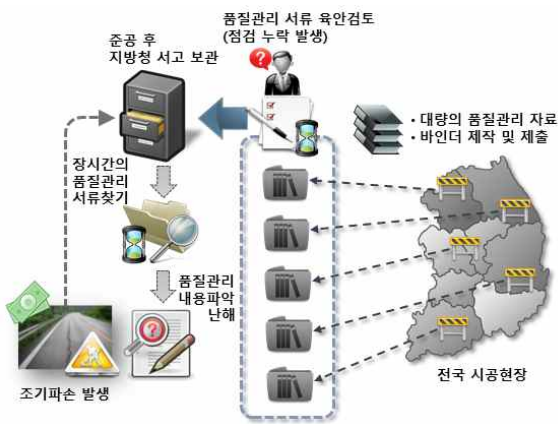 품질관리 서류 육안검토
(점검 누락 발생)
준공 후
지방청 서고 보관
• 대량의 품질관리 자료
• 바인더 제작 및 제출
장시간의
품질관리
서류찾기
품질관리
내용파악
난해
조기파손 발생
전국 시공현장